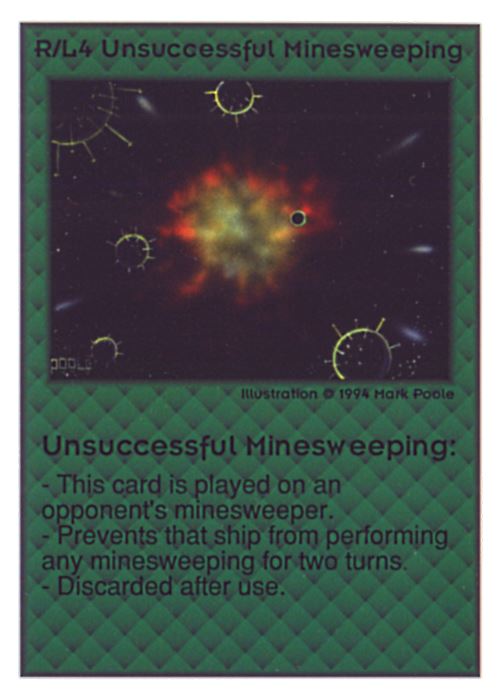 R/L4 Unsuccessful Minesweeping
POOLE
Illustration © 1994 Mark Poole
Unsuccessful Minesweeping:
- This card is played on an
opponent's minesweeper.
- Prevents that ship from performing
any minesweeping for two turns.
- Discarded after use.